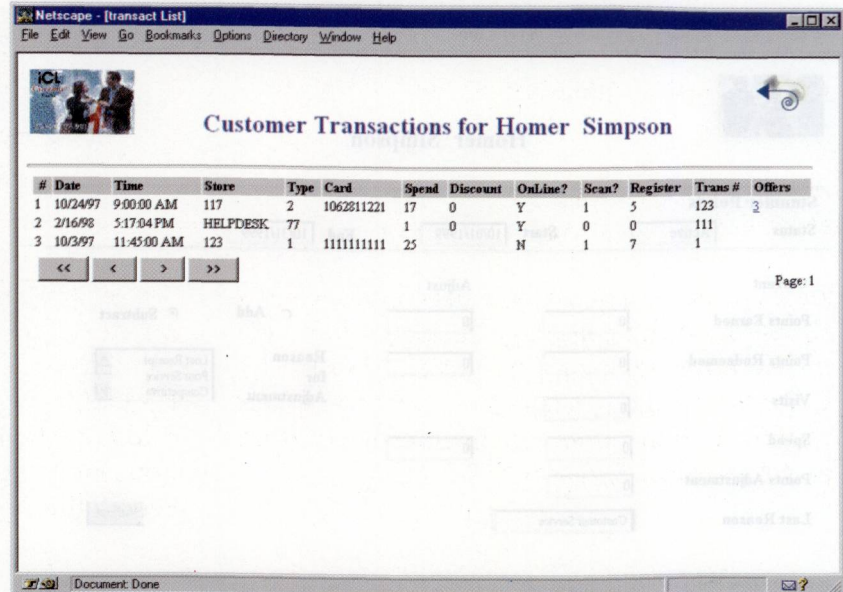 Netscape - [transact List]
File Edit View Go Bookmarks Options Directory Window Help
iCL
Customer Transactions for Homer Simpson
# Date Time Store Type Card Spend Discount OnLine? Scan? Register Trans # Offers
1 10/24/97 9:00:00 AM 117 2 1062811221 17 0 Y 1 5 123 3
2 2/16/98 5:17:04 PM HELPDESK 77 1 0 Y 0 0 111
3 10/3/97 11:45:00 AM 123 1 1111111111 25 N 1 7 1
<< < > >>
Page: 1
Document: Done